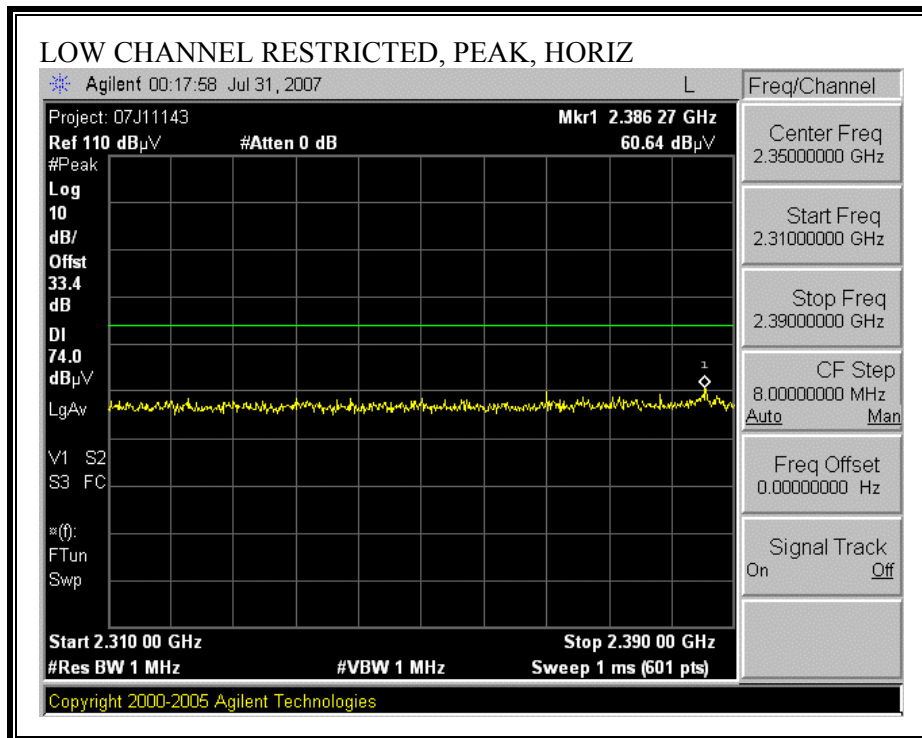 LOW CHANNEL RESTRICTED, PEAK, HORIZ
Agilent 00:17:58 Jul 31, 2007
L
Freq/Channel
Project: 07J11143
Mkr1 2.386 27 GHz
Ref 110 dBµV
#Atten 0 dB
60.64 dBµV
#Peak
Log
10
dB/
Offst
33.4
dB
DI
74.0
dBµV
LgAv
V1 S2
S3 FC
¤(f):
FTun
Swp
1
Start 2.310 00 GHz
Stop 2.390 00 GHz
#Res BW 1 MHz
#VBW 1 MHz
Sweep 1 ms (601 pts)
Center Freq
2.35000000 GHz
Start Freq
2.31000000 GHz
Stop Freq
2.39000000 GHz
CF Step
8.00000000 MHz
Auto Man
Freq Offset
0.00000000 Hz
Signal Track
On Off
Copyright 2000-2005 Agilent Technologies